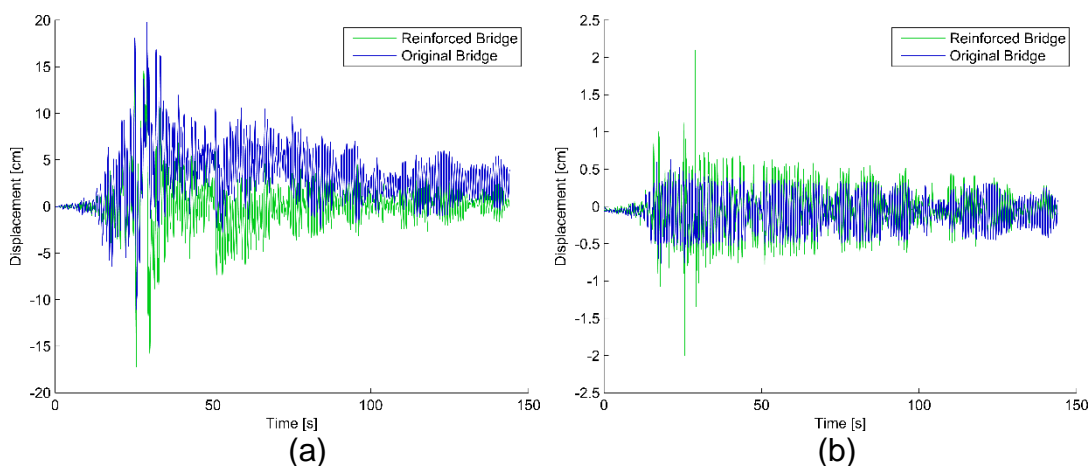 20
15
10
5
0
-5
-10
-15
-20
Displacement [cm]
0
50
100
150
Time [s]
Reinforced Bridge
Original Bridge
(a)
2.5
2
1.5
1
0.5
0
-0.5
-1
-1.5
-2
-2.5
Displacement [cm]
0
50
100
150
Time [s]
Reinforced Bridge
Original Bridge
(b)